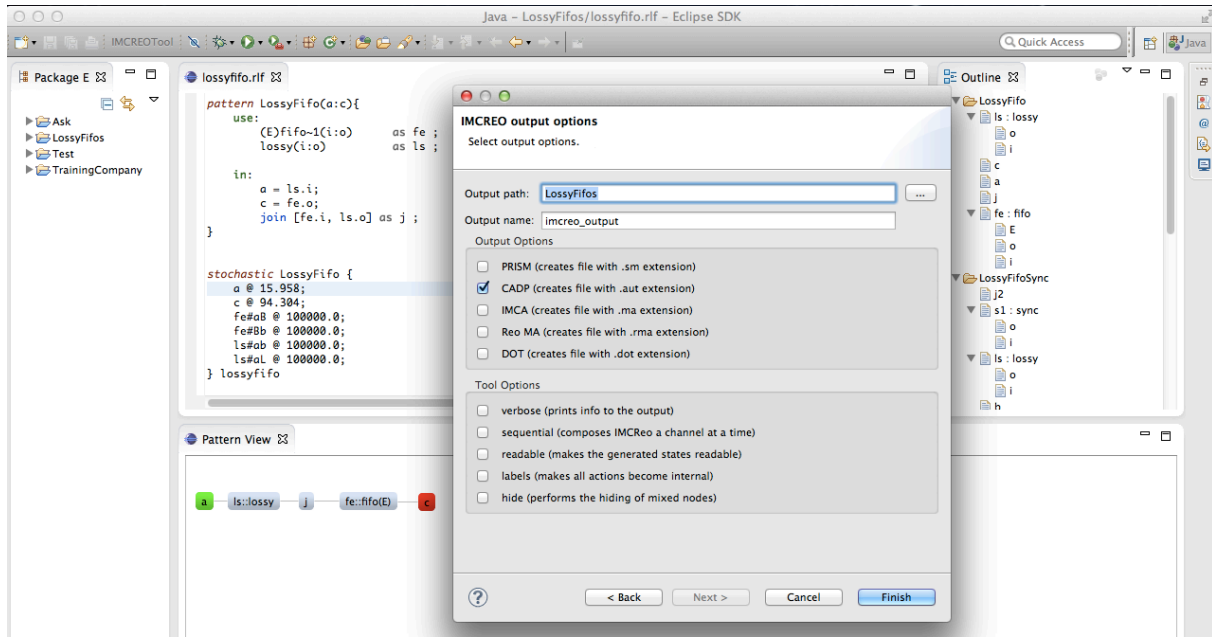 Java – LossyFifos/lossyfifo.rlf – Eclipse SDK
IMCREOTool
Quick Access
Java
Package E
Ask
LossyFifos
Test
TrainingCompany
lossyfifo.rlf
pattern LossyFifo(a:c){
use:
(E)fifo~1(i:o) as fe ;
lossy(i:o) as ls ;
in:
a = ls.i;
c = fe.o;
join [fe.i, ls.o] as j ;
}
stochastic LossyFifo {
a @ 15.958;
c @ 94.304;
fe#aB @ 100000.0;
fe#Bb @ 100000.0;
ls#ab @ 100000.0;
ls#aL @ 100000.0;
} lossyfifo
IMCREO output options
Select output options.
Output path: LossyFifos
...
Output name: imcreo_output
Output Options
PRISM (creates file with .sm extension)
CADP (creates file with .aut extension)
IMCA (creates file with .ma extension)
Reo MA (creates file with .rma extension)
DOT (creates file with .dot extension)
Tool Options
verbose (prints info to the output)
sequential (composes IMCReo a channel at a time)
readable (makes the generated states readable)
labels (makes all actions become internal)
hide (performs the hiding of mixed nodes)
?
< Back
Next >
Cancel
Finish
Outline
LossyFifo
ls : lossy
o
i
c
a
j
fe : fifo
E
o
i
LossyFifoSync
j2
s1 : sync
o
i
ls : lossy
o
i
Pattern View
a
ls::lossy
j
fe::fifo(E)
c